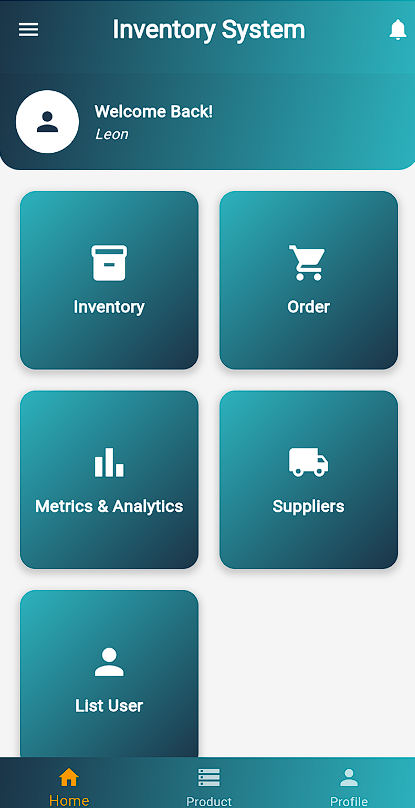 Inventory System
Welcome Back!
Leon
Inventory
Order
Metrics & Analytics
Suppliers
List User
Home
Product
Profile